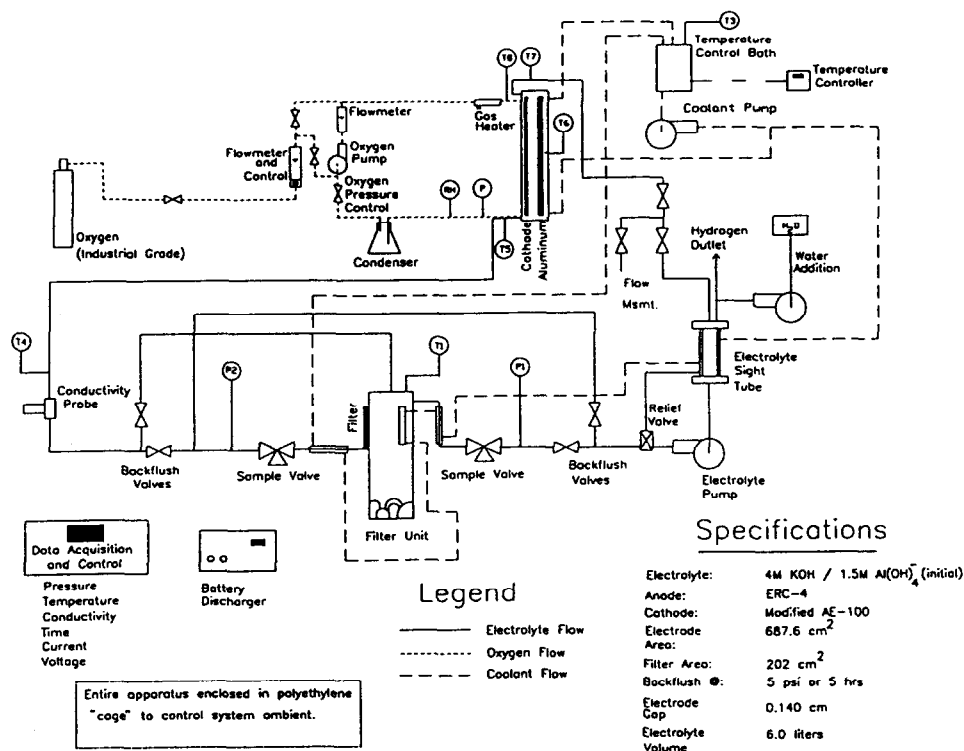 T3
Temperature
Control Bath
Temperature
Controller
Coolant Pump
T8
T7
Gas
Heater
T6
Flowmeter
Flowmeter
and
Control
Oxygen
Pump
Oxygen
Pressure
Control
RH
P
T5
Cathode
Aluminum
Condenser
Oxygen
(Industrial Grade)
Hydrogen
Outlet
H2O
Water
Addition
Flow
Msmt.
Electrolyte
Sight
Tube
Relief
Valve
T4
Conductivity
Probe
P2
T1
P1
Filter
Backflush
Valves
Sample Valve
Sample Valve
Backflush
Valves
Electrolyte
Pump
Filter Unit
Data Acquisition
and Control
Pressure
Temperature
Conductivity
Time
Current
Voltage
Battery
Discharger
Legend
Electrolyte Flow
Oxygen Flow
Coolant Flow
Entire apparatus enclosed in polyethylene
"cage" to control system ambient.
Specifications
Electrolyte: 4M KOH / 1.5M Al(OH)4− (initial)
Anode: ERC-4
Cathode: Modified AE-100
Electrode 687.6 cm2
Area:
Filter Area: 202 cm2
Backflush @: 5 psi or 5 hrs
Electrode 0.140 cm
Gap
Electrolyte 6.0 liters
Volume